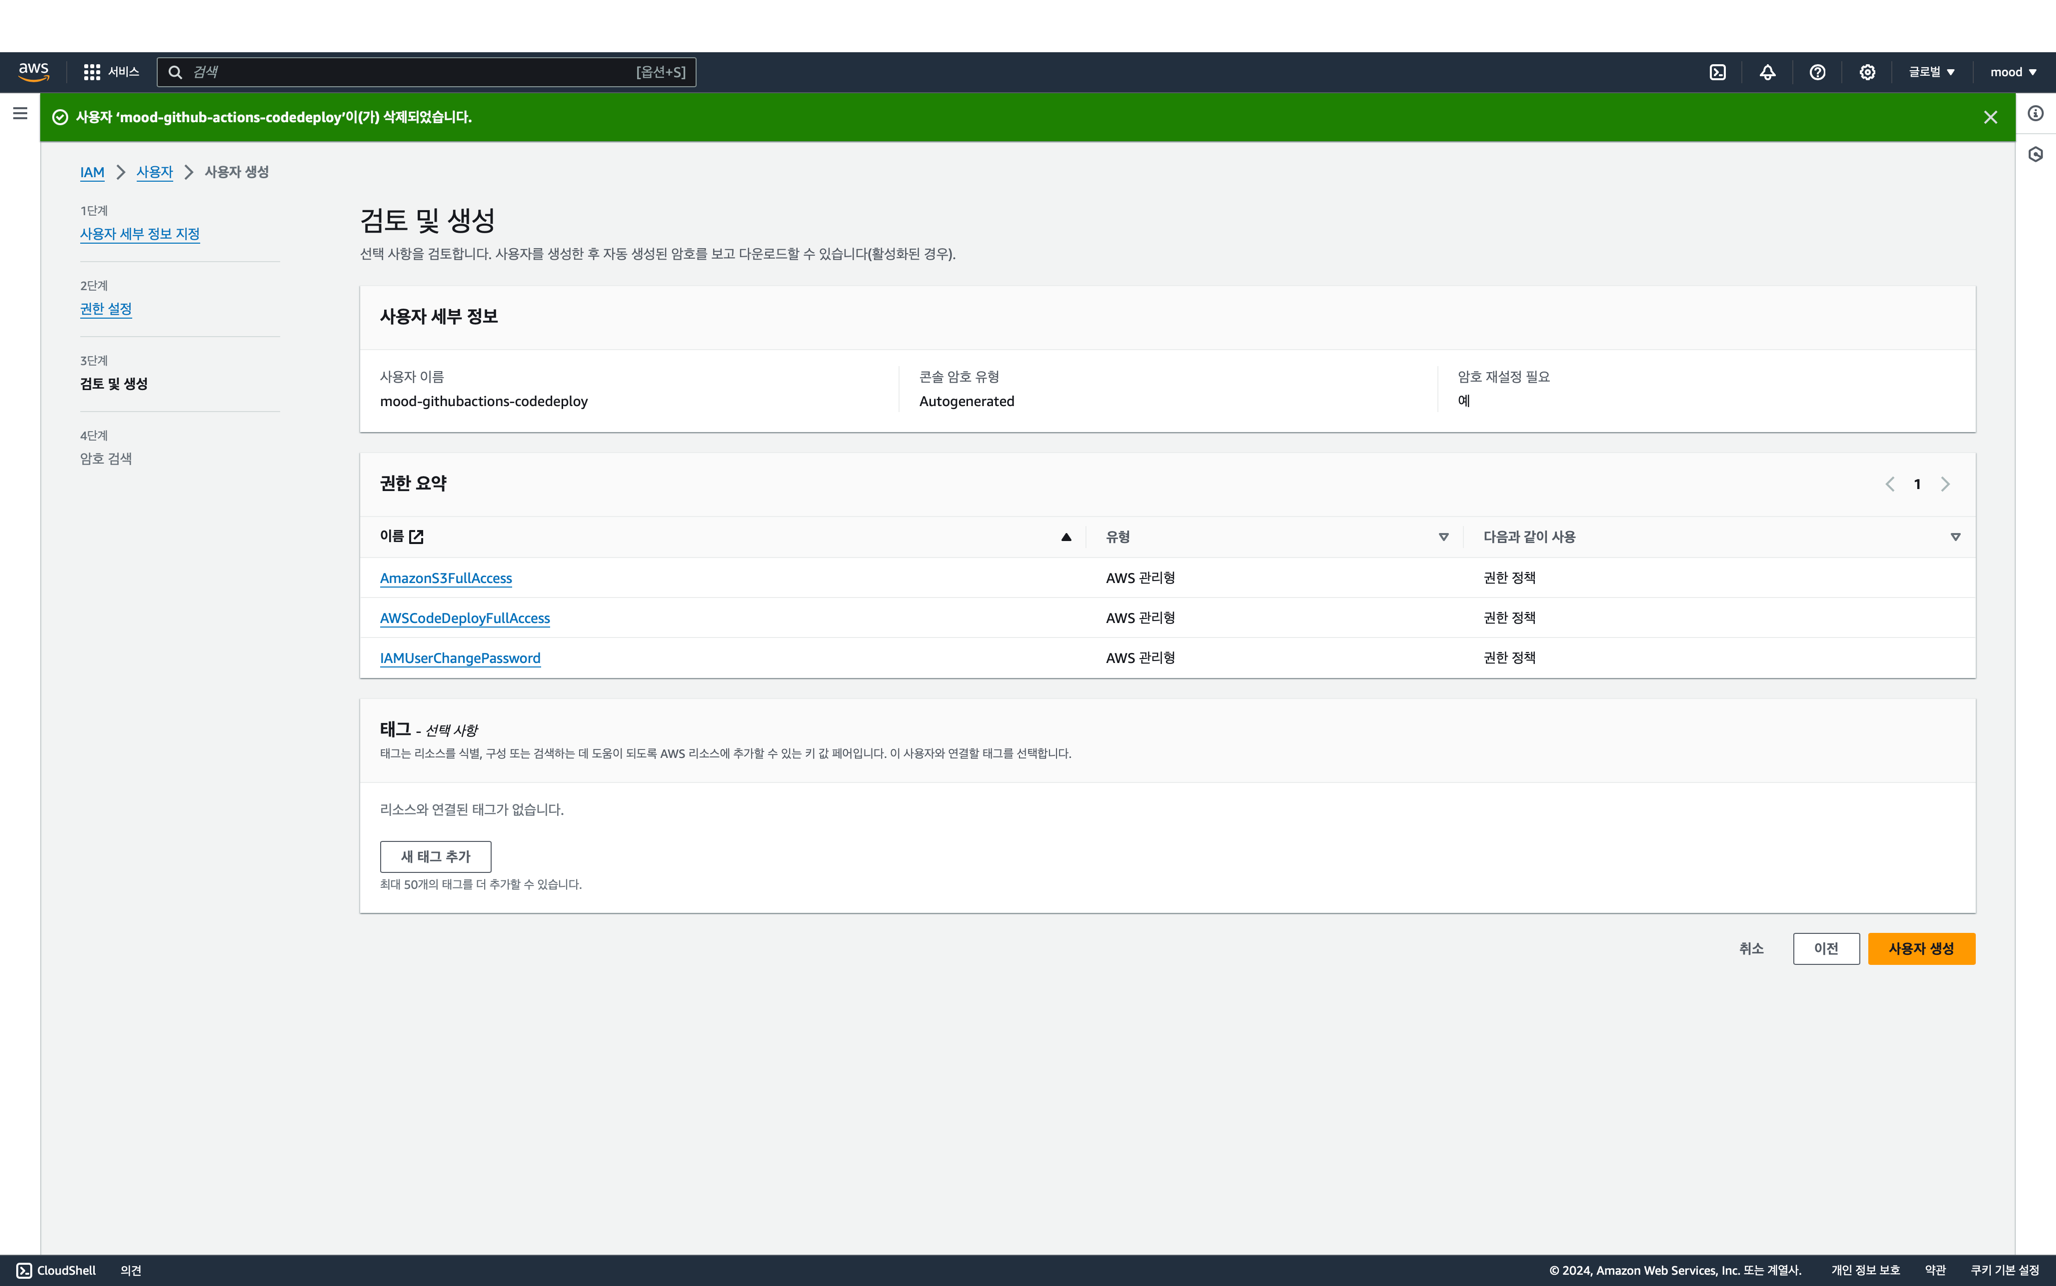 aws
서비스
검색
[옵션+S]
글로벌
mood
사용자 ‘mood-github-actions-codedeploy’이(가) 삭제되었습니다.
IAM
사용자
사용자 생성
1단계
사용자 세부 정보 지정
2단계
권한 설정
3단계
검토 및 생성
4단계
암호 검색
검토 및 생성
선택 사항을 검토합니다. 사용자를 생성한 후 자동 생성된 암호를 보고 다운로드할 수 있습니다(활성화된 경우).
사용자 세부 정보
사용자 이름
mood-githubactions-codedeploy
콘솔 암호 유형
Autogenerated
암호 재설정 필요
예
권한 요약
1
이름
유형
다음과 같이 사용
AmazonS3FullAccess
AWS 관리형
권한 정책
AWSCodeDeployFullAccess
AWS 관리형
권한 정책
IAMUserChangePassword
AWS 관리형
권한 정책
태그 - 선택 사항
태그는 리소스를 식별, 구성 또는 검색하는 데 도움이 되도록 AWS 리소스에 추가할 수 있는 키 값 페어입니다. 이 사용자와 연결할 태그를 선택합니다.
리소스와 연결된 태그가 없습니다.
새 태그 추가
최대 50개의 태그를 더 추가할 수 있습니다.
취소
이전
사용자 생성
CloudShell
의견
© 2024, Amazon Web Services, Inc. 또는 계열사.
개인 정보 보호
약관
쿠키 기본 설정